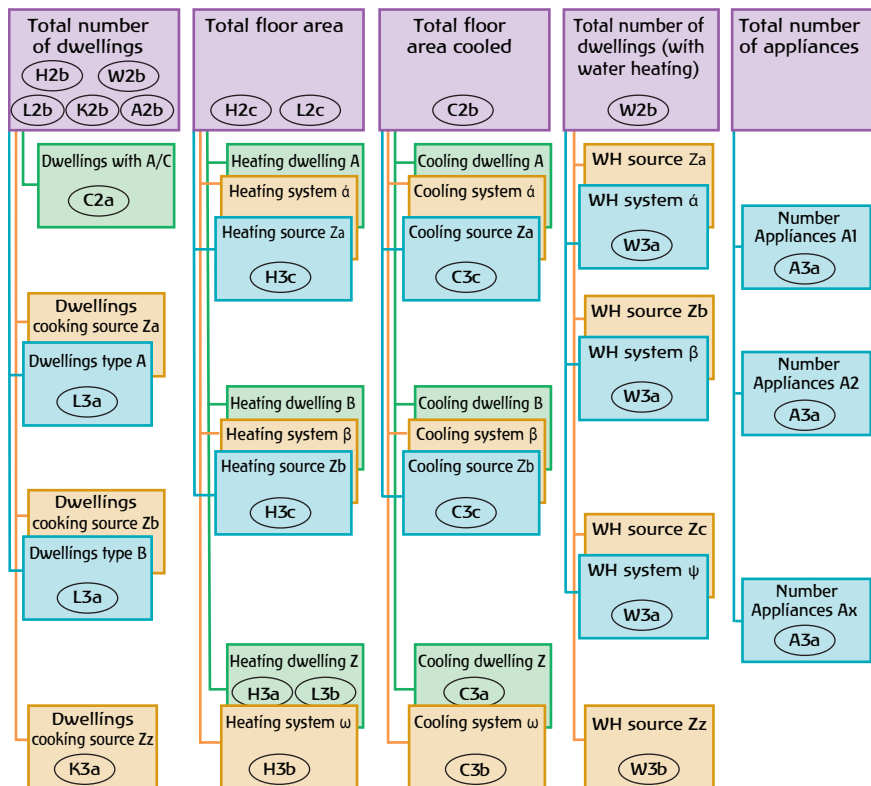 Total number
of dwellings
H2b
W2b
L2b
K2b
A2b
Dwellings with A/C
C2a
Dwellings
cooking source Za
Dwellings type A
L3a
Dwellings
cooking source Zb
Dwellings type B
L3a
Dwellings
cooking source Zz
K3a
Total floor area
H2c
L2c
Heating dwelling A
Heating system ά
Heating source Za
H3c
Heating dwelling B
Heating system β
Heating source Zb
H3c
Heating dwelling Z
H3a
L3b
Heating system ω
H3b
Total floor
area cooled
C2b
Cooling dwelling A
Cooling system ά
Cooling source Za
C3c
Cooling dwelling B
Cooling system β
Cooling source Zb
C3c
Cooling dwelling Z
C3a
Cooling system ω
C3b
Total number of
dwellings (with
water heating)
W2b
WH source Za
WH system ά
W3a
WH source Zb
WH system β
W3a
WH source Zc
WH system ψ
W3a
WH source Zz
W3b
Total number
of appliances
Number
Appliances A1
A3a
Number
Appliances A2
A3a
Number
Appliances Ax
A3a